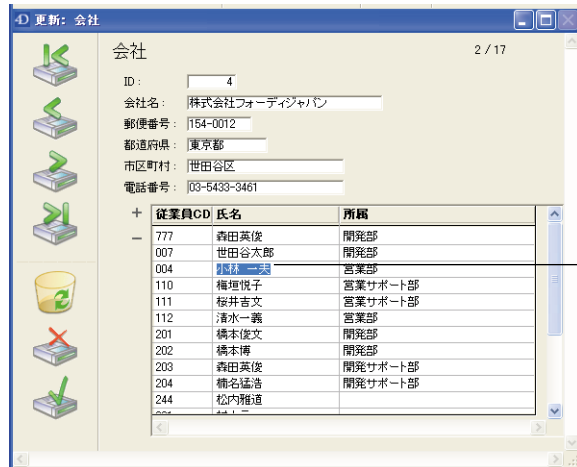 4D 更新: 会社
会社
2 / 17
ID : 4
会社名 : 株式会社フォーディジャパン
郵便番号 : 154-0012
都道府県 : 東京都
市区町村 : 世田谷区
電話番号 : 03-5433-3461
+ 従業員CD 氏名 所属
− 777 森田英俊 開発部
007 世田谷太郎 開発部
004 小林 一夫 営業部
110 梅垣悦子 営業サポート部
111 桜井吉文 営業サポート部
112 清水一義 営業部
201 橋本俊文 開発部
202 橋本博 開発部
203 森田英俊 開発サポート部
204 楠名猛浩 開発サポート部
244 松内雅道